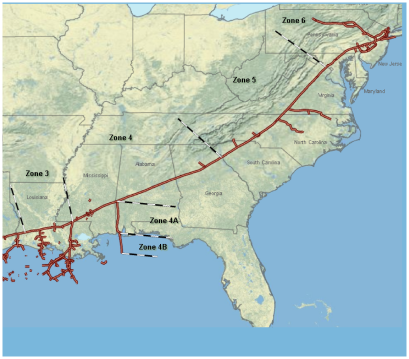 Zone 6
Pennsylvania
New Jersey
Zone 5
Maryland
Virginia
Zone 4
North Carolina
Zone 3
Alabama
South Carolina
Mississippi
Louisiana
Georgia
Zone 4A
Zone 4B